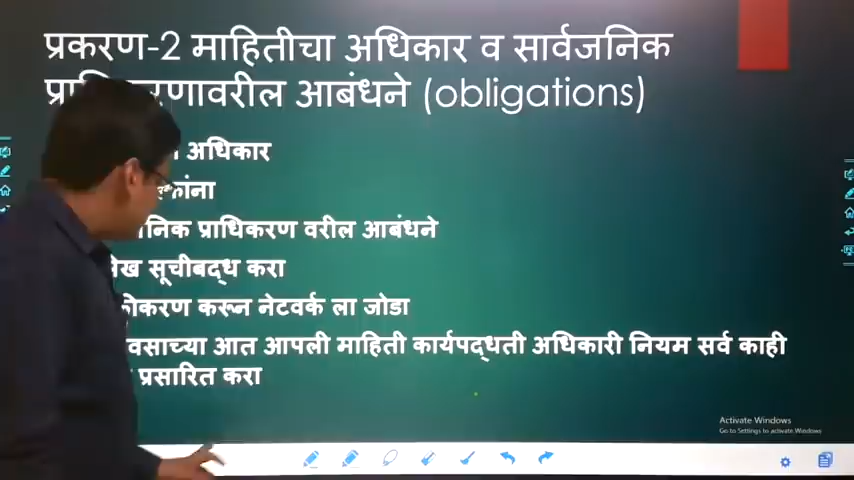 प्रकरण-2 माहितीचा अधिकार व सार्वजनिक
आबंधने (obligations)
अधिकार
प्राधिकरण वरील आबंधने
सूचीबद्ध करा
करून नेटवर्क ला जोडा
आत आपली माहिती कार्यपद्धती अधिकारी नियम सर्व काही
प्रसारित करा
Activate Windows
Go to Settings to activate Windows